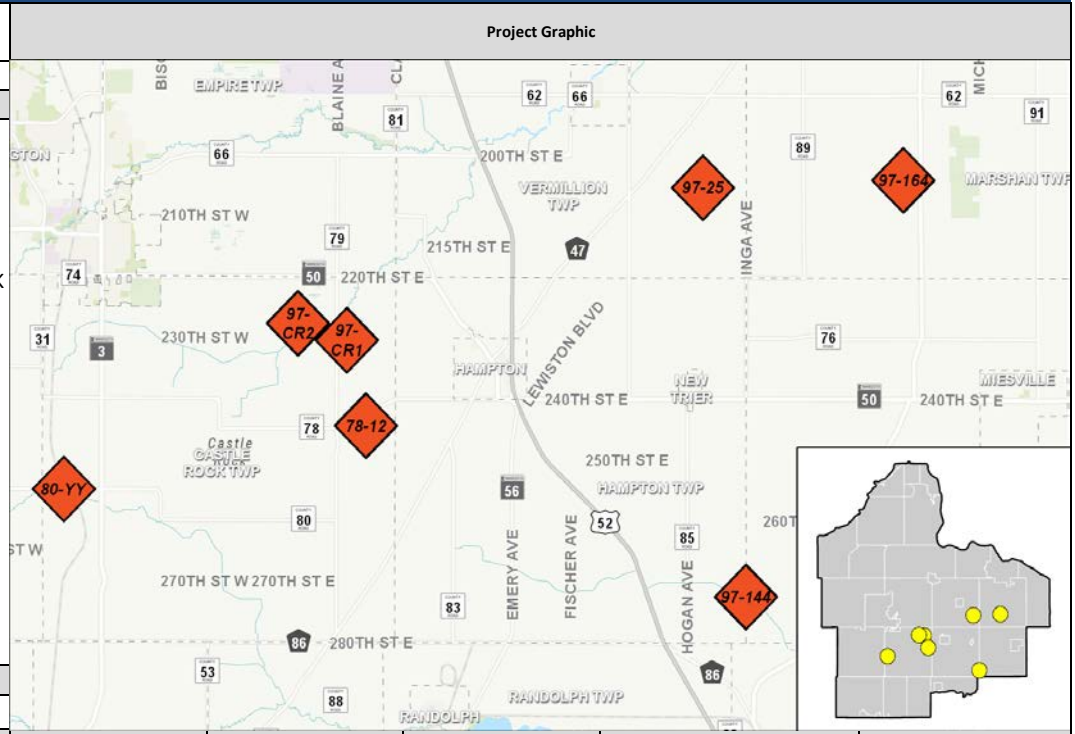 Project Graphic
EMPIRE TWP
BLAINE A
COUNTY
81
ROAD
62
66
62
91
66
200TH ST E
89
VERMILLION
TWP
97-25
97-164
MARSHAN TWP
210TH ST W
INGA AVE
79
215TH ST E
47
74
50
220TH ST E
97-
CR2
97-
CR1
31
3
230TH ST W
76
LEWISTON BLVD
HAMPTON
NEW
TRIER
MIESVILLE
240TH ST E
50
240TH ST E
78
78-12
Castle
Rock
CASTLE
ROCK TWP
250TH ST E
80-YY
56
HAMPTON TWP
80
52
85
260T
ST W
EMERY AVE
FISCHER AVE
HOGAN AVE
270TH ST W
270TH ST E
83
97-144
86
280TH ST E
53
86
88
RANDOLPH TWP
RANDOLPH